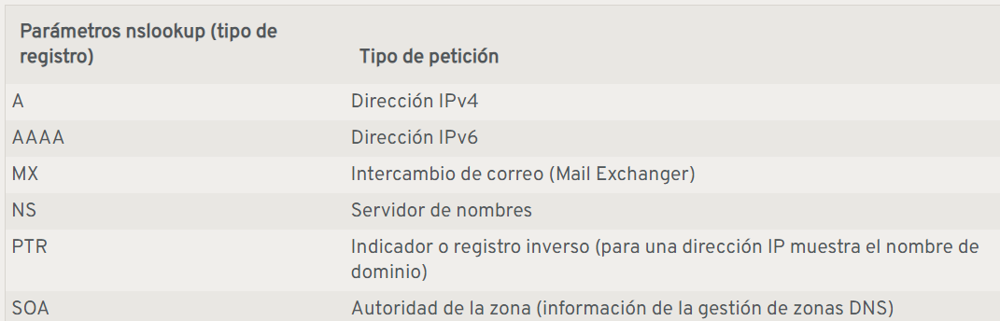 Parámetros nslookup (tipo de
registro) Tipo de petición
A Dirección IPv4
AAAA Dirección IPv6
MX Intercambio de correo (Mail Exchanger)
NS Servidor de nombres
PTR Indicador o registro inverso (para una dirección IP muestra el nombre de
dominio)
SOA Autoridad de la zona (información de la gestión de zonas DNS)